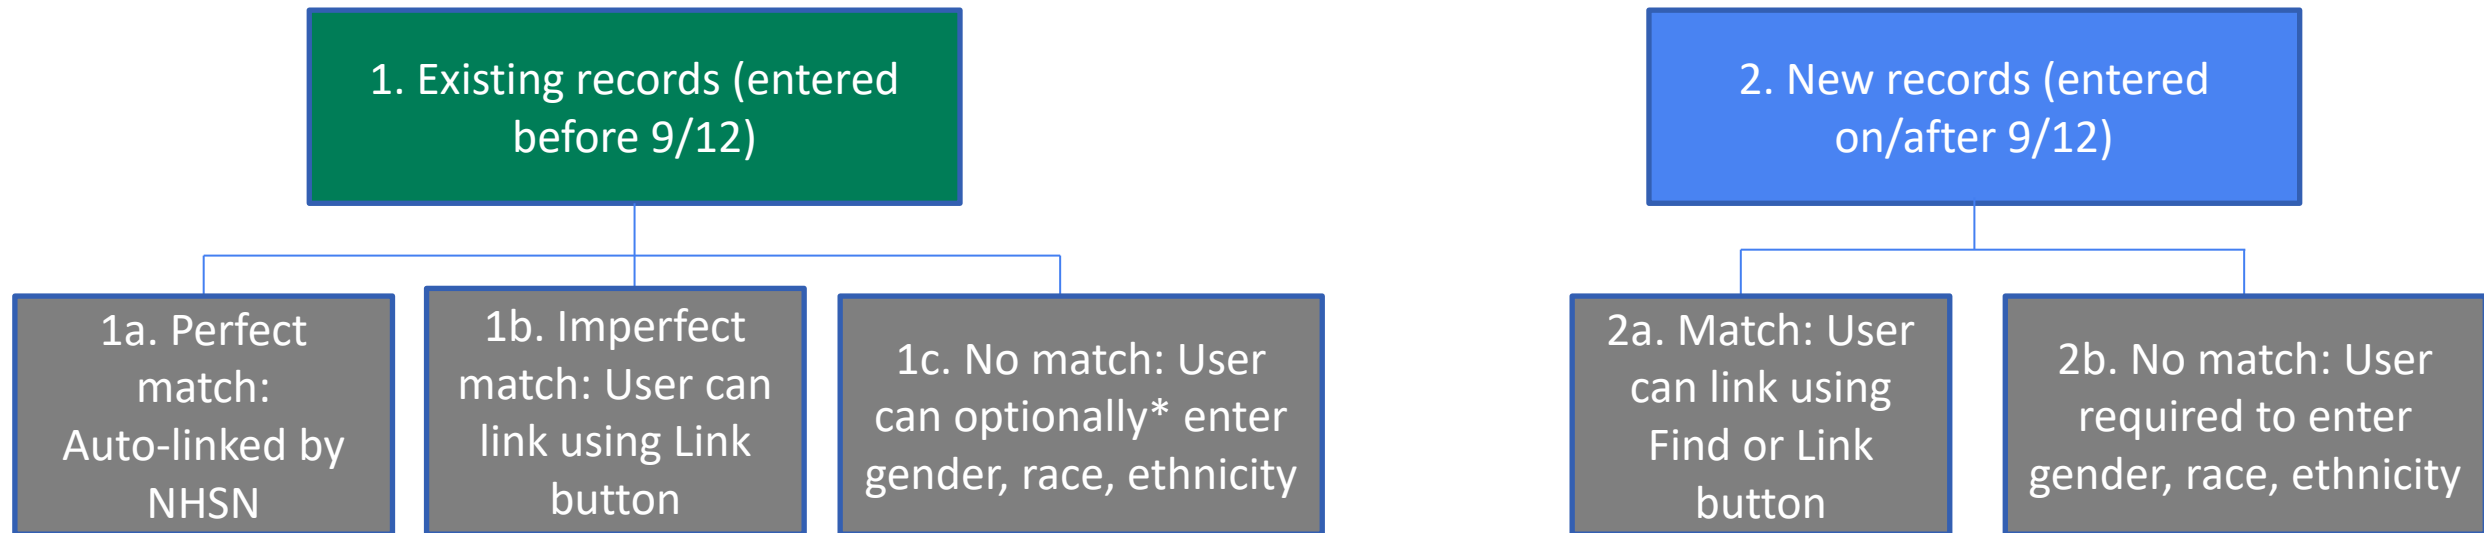 1. Existing records (entered
before 9/12)
2. New records (entered
on/after 9/12)
1a. Perfect
match:
Auto-linked by
NHSN
1b. Imperfect
match: User can
link using Link
button
1c. No match: User
can optionally* enter
gender, race, ethnicity
2a. Match: User
can link using
Find or Link
button
2b. No match: User
required to enter
gender, race, ethnicity